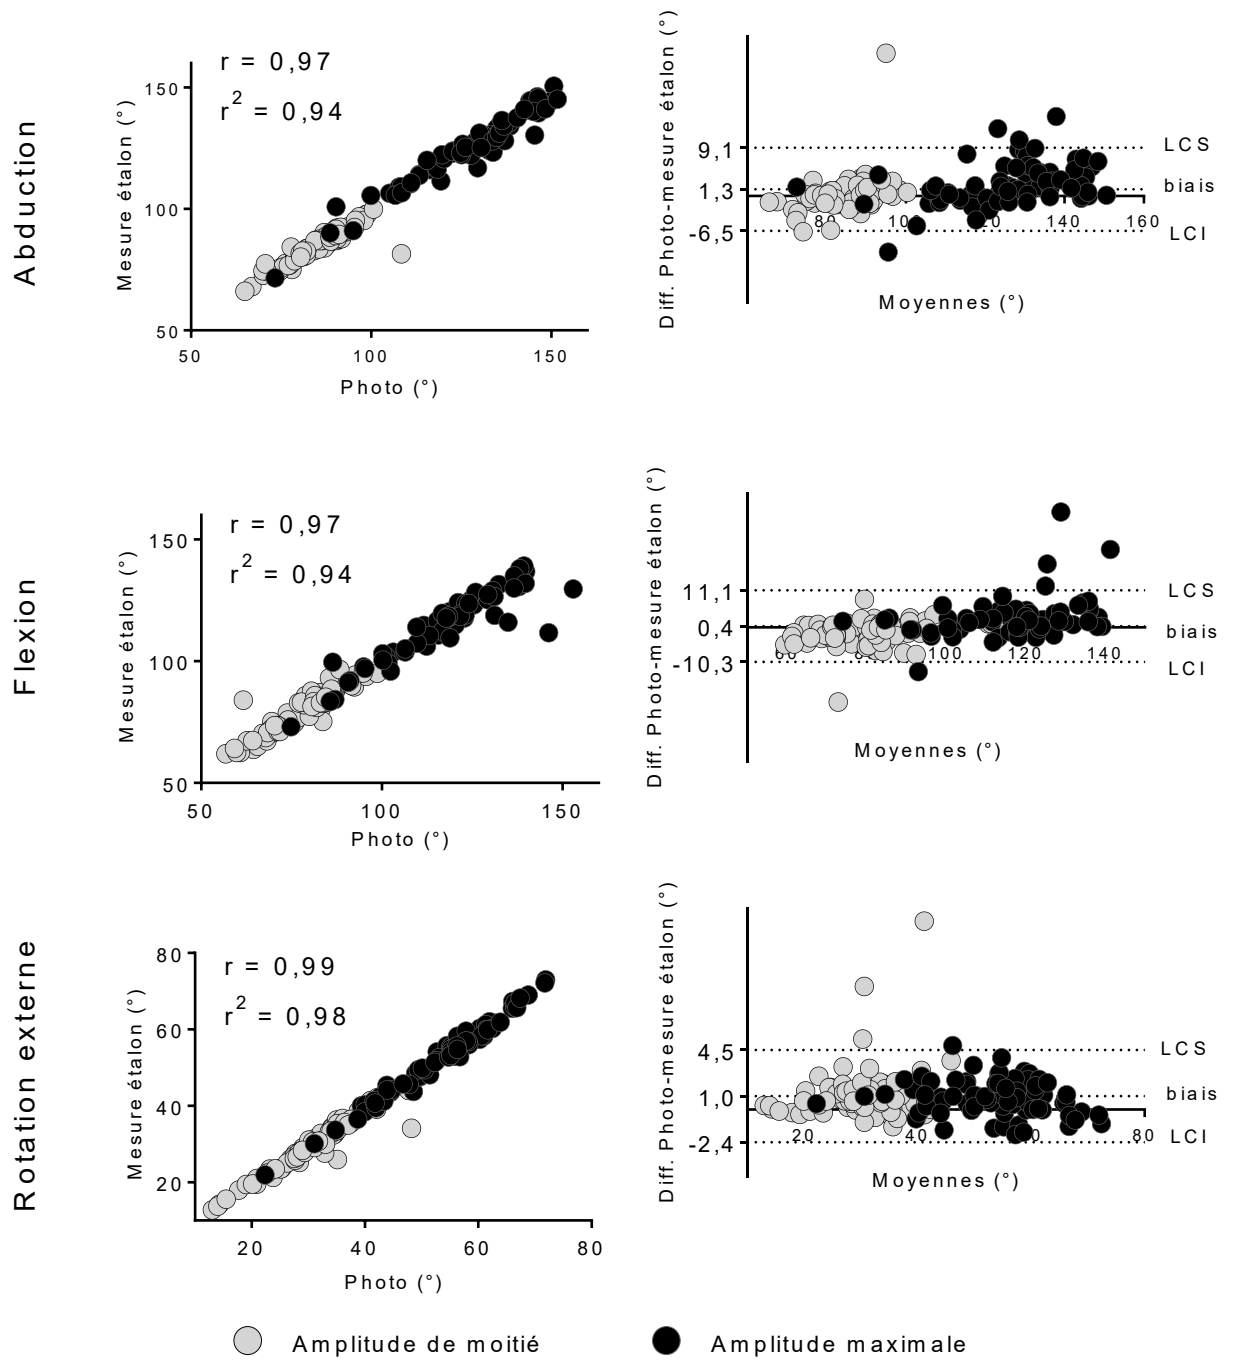 Abduction
r = 0,97
r² = 0,94
Mesure étalon (°)
150
100
50
50
100
150
Photo (°)
Diff. Photo-mesure étalon (°)
9,1
1,3
-6,5
LCS
biais
LCI
80
100
140
160
Moyennes (°)
Flexion
r = 0,97
r² = 0,94
Mesure étalon (°)
150
100
50
50
100
150
Photo (°)
Diff. Photo-mesure étalon (°)
11,1
0,4
-10,3
LCS
biais
LCI
100
120
140
Moyennes (°)
Rotation externe
r = 0,99
r² = 0,98
Mesure étalon (°)
80
60
40
20
20
40
60
80
Photo (°)
Diff. Photo-mesure étalon (°)
4,5
1,0
-2,4
LCS
biais
LCI
20
40
80
Moyennes (°)
Amplitude de moitié
Amplitude maximale